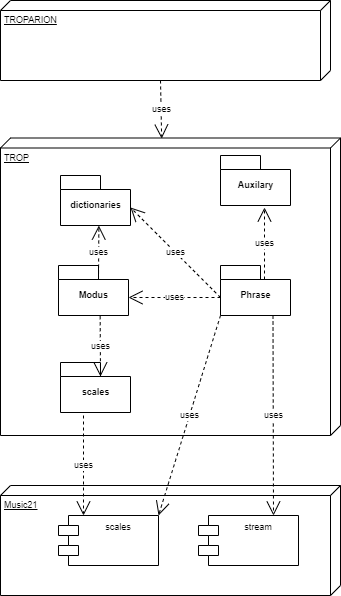 TROPARION
uses
TROP
Auxilary
dictionaries
uses
uses
uses
Modus
uses
Phrase
uses
scales
uses
uses
uses
Music21
scales
stream